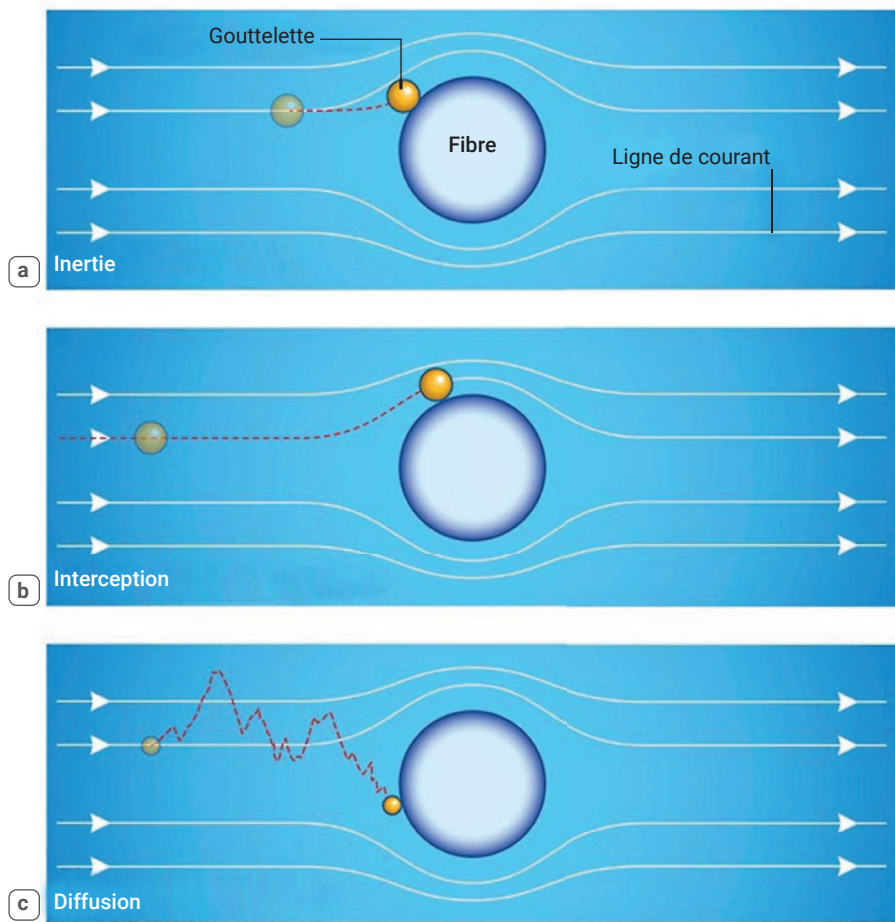 Gouttelette
Fibre
Ligne de courant
a Inertie
b Interception
c Diffusion